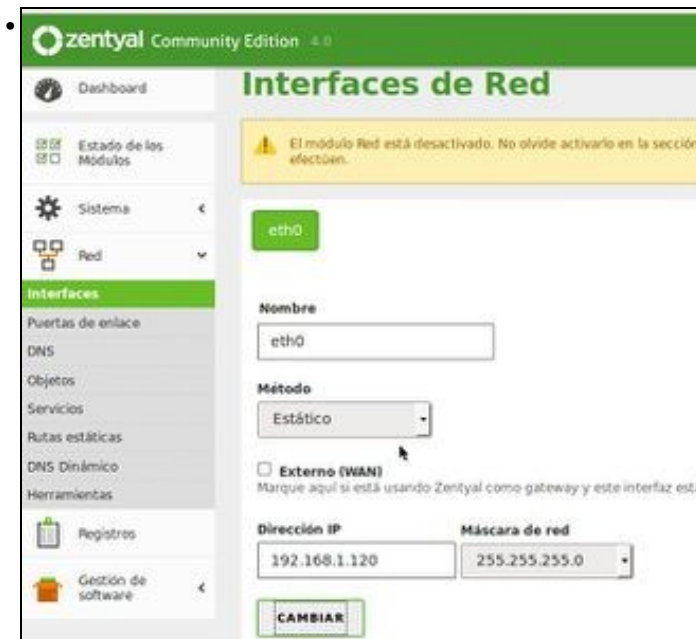 zentyal Community Edition 4.0
Dashboard
Interfaces de Red
Estado de los
Módulos
El módulo Red está desactivado. No olvide activarlo en la sección
efectúen.
Sistema
eth0
Red
Interfaces
Puertas de enlace
DNS
Objetos
Servicios
Rutas estáticas
DNS Dinámico
Herramientas
Registros
Gestión de
software
Nombre
eth0
Método
Estático
Externo (WAN)
Marque aquí si está usando Zentyal como gateway y este interfaz est
Dirección IP Máscara de red
192.168.1.120 255.255.255.0
CAMBIAR